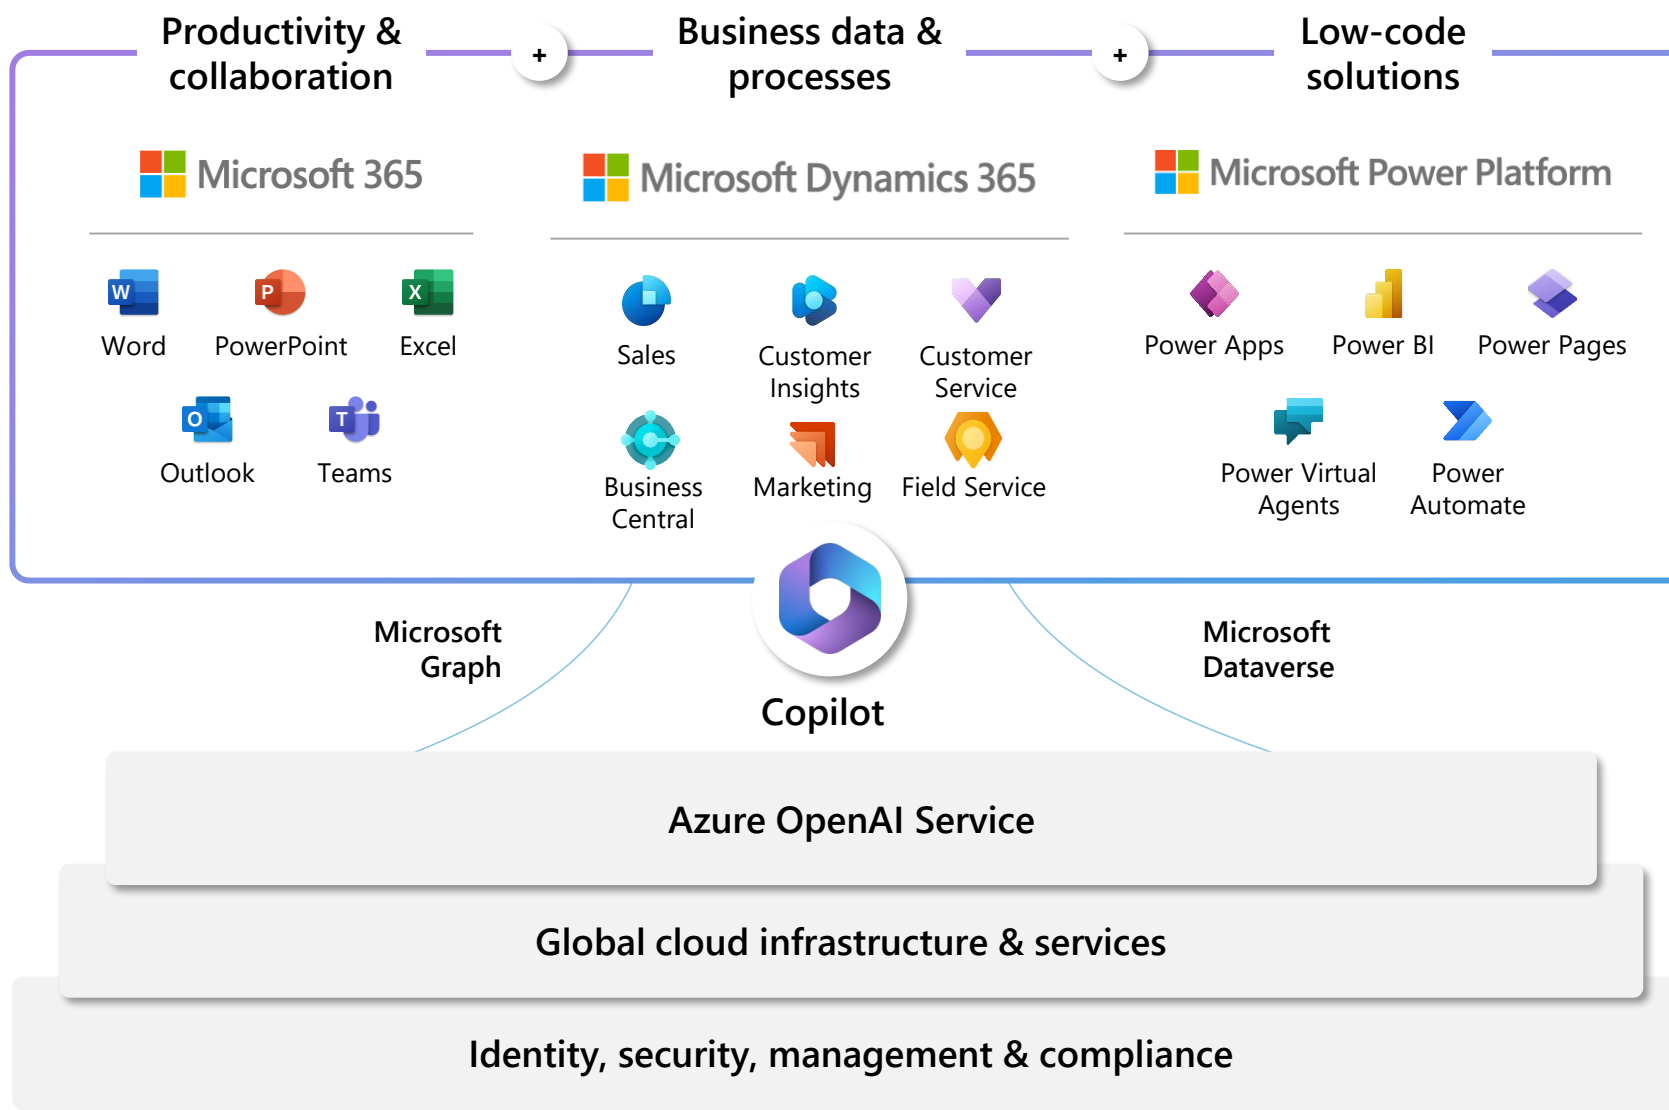 Productivity &
collaboration
+
Business data &
processes
+
Low-code
solutions
Microsoft 365
Microsoft Dynamics 365
Microsoft Power Platform
W
Word
P
PowerPoint
X
Excel
O
Outlook
T
Teams
Sales
Customer
Insights
Customer
Service
Business
Central
Marketing
Field Service
Power Apps
Power BI
Power Pages
Power Virtual
Agents
Power
Automate
Microsoft
Graph
Copilot
Microsoft
Dataverse
Azure OpenAI Service
Global cloud infrastructure & services
Identity, security, management & compliance